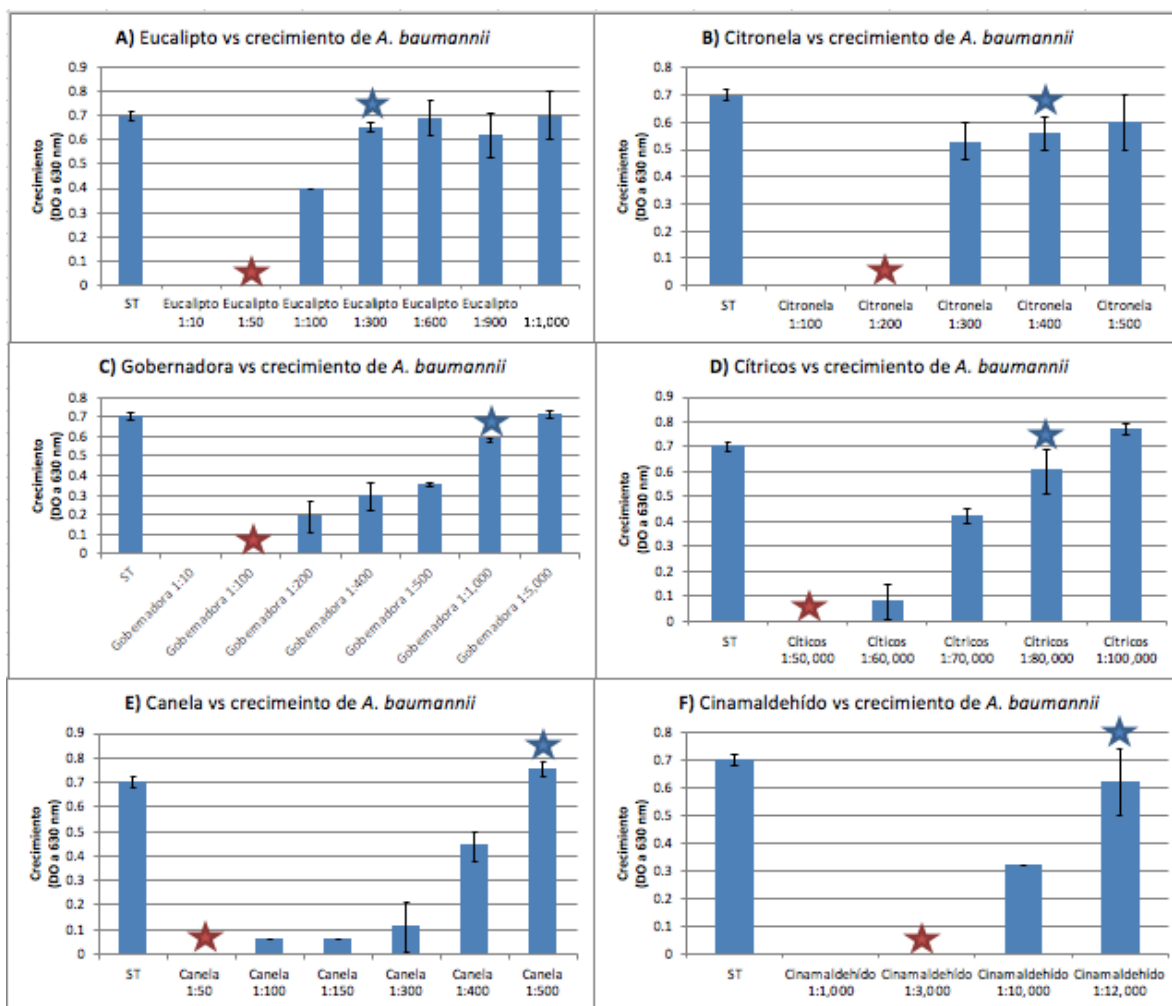 A) Eucalipto vs crecimiento de A. baumannii
Crecimiento
(DO a 630 nm)
0.9
0.8
0.7
0.6
0.5
0.4
0.3
0.2
0.1
0
ST
Eucalipto
1:10
Eucalipto
1:50
Eucalipto
1:100
Eucalipto
1:300
Eucalipto
1:600
Eucalipto
1:900
1:1,000
B) Citronela vs crecimiento de A. baumannii
Crecimiento
(DO a 630 nm)
0.8
0.7
0.6
0.5
0.4
0.3
0.2
0.1
0
ST
Citronela
1:100
Citronela
1:200
Citronela
1:300
Citronela
1:400
Citronela
1:500
C) Gobernadora vs crecimiento de A. baumannii
Crecimiento
(DO a 630 nm)
0.8
0.7
0.6
0.5
0.4
0.3
0.2
0.1
0
ST
Gobernadora 1:10
Gobernadora 1:100
Gobernadora 1:200
Gobernadora 1:400
Gobernadora 1:500
Gobernadora 1:1,000
Gobernadora 1:5,000
D) Cítricos vs crecimiento de A. baumannii
Crecimiento
(DO a 630 nm)
0.9
0.8
0.7
0.6
0.5
0.4
0.3
0.2
0.1
0
ST
Cíticos
1:50,000
Cíticos
1:60,000
Cítricos
1:70,000
Cítricos
1:80,000
Cítricos
1:100,000
E) Canela vs crecimeinto de A. baumannii
Crecimiento
(DO a 630 nm)
0.9
0.8
0.7
0.6
0.5
0.4
0.3
0.2
0.1
0
ST
Canela
1:50
Canela
1:100
Canela
1:150
Canela
1:300
Canela
1:400
Canela
1:500
F) Cinamaldehído vs crecimiento de A. baumannii
Crecimiento
(DO a 630 nm)
0.8
0.7
0.6
0.5
0.4
0.3
0.2
0.1
0
ST
Cinamaldehído
1:1,000
Cinamaldehído
1:3,000
Cinamaldehído
1:10,000
Cinamaldehído
1:12,000